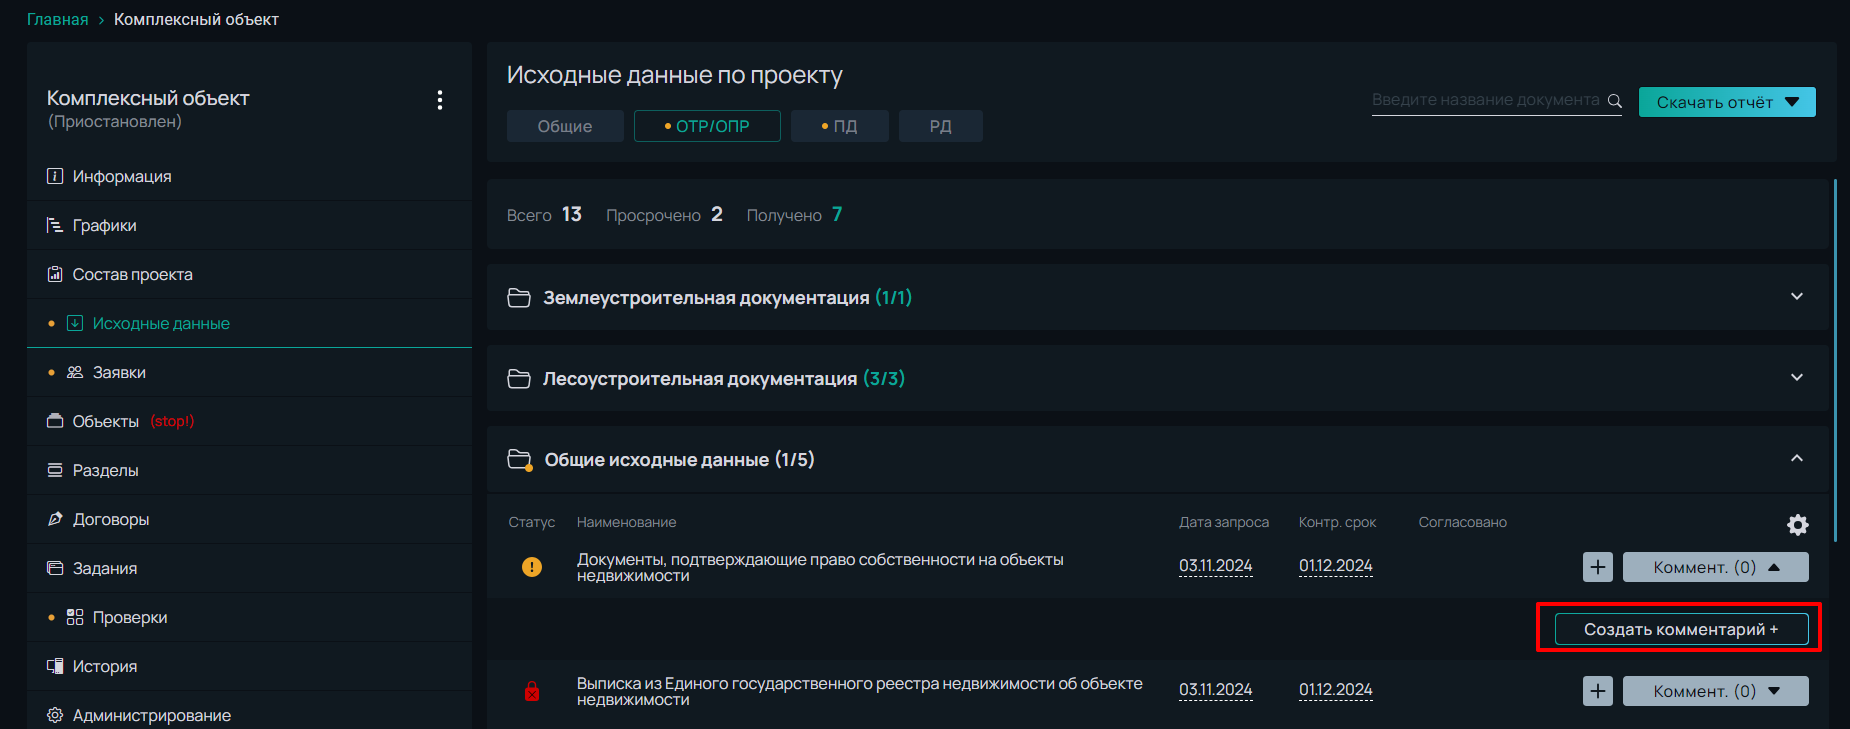 Главная › Комплексный объект
Комплексный объект
(Приостановлен)
Информация
Графики
Состав проекта
Исходные данные
Заявки
Объекты (stop!)
Разделы
Договоры
Задания
Проверки
История
Администрирование
Исходные данные по проекту
Введите название документа
Скачать отчёт
Общие
ОТР/ОПР
ПД
РД
Всего 13 Просрочено 2 Получено 7
Землеустроительная документация (1/1)
Лесоустроительная документация (3/3)
Общие исходные данные (1/5)
Статус Наименование Дата запроса Контр. срок Согласовано
Документы, подтверждающие право собственности на объекты
недвижимости
03.11.2024 01.12.2024 + Коммент. (0)
Создать комментарий +
Выписка из Единого государственного реестра недвижимости об объекте
недвижимости
03.11.2024 01.12.2024 + Коммент. (0)